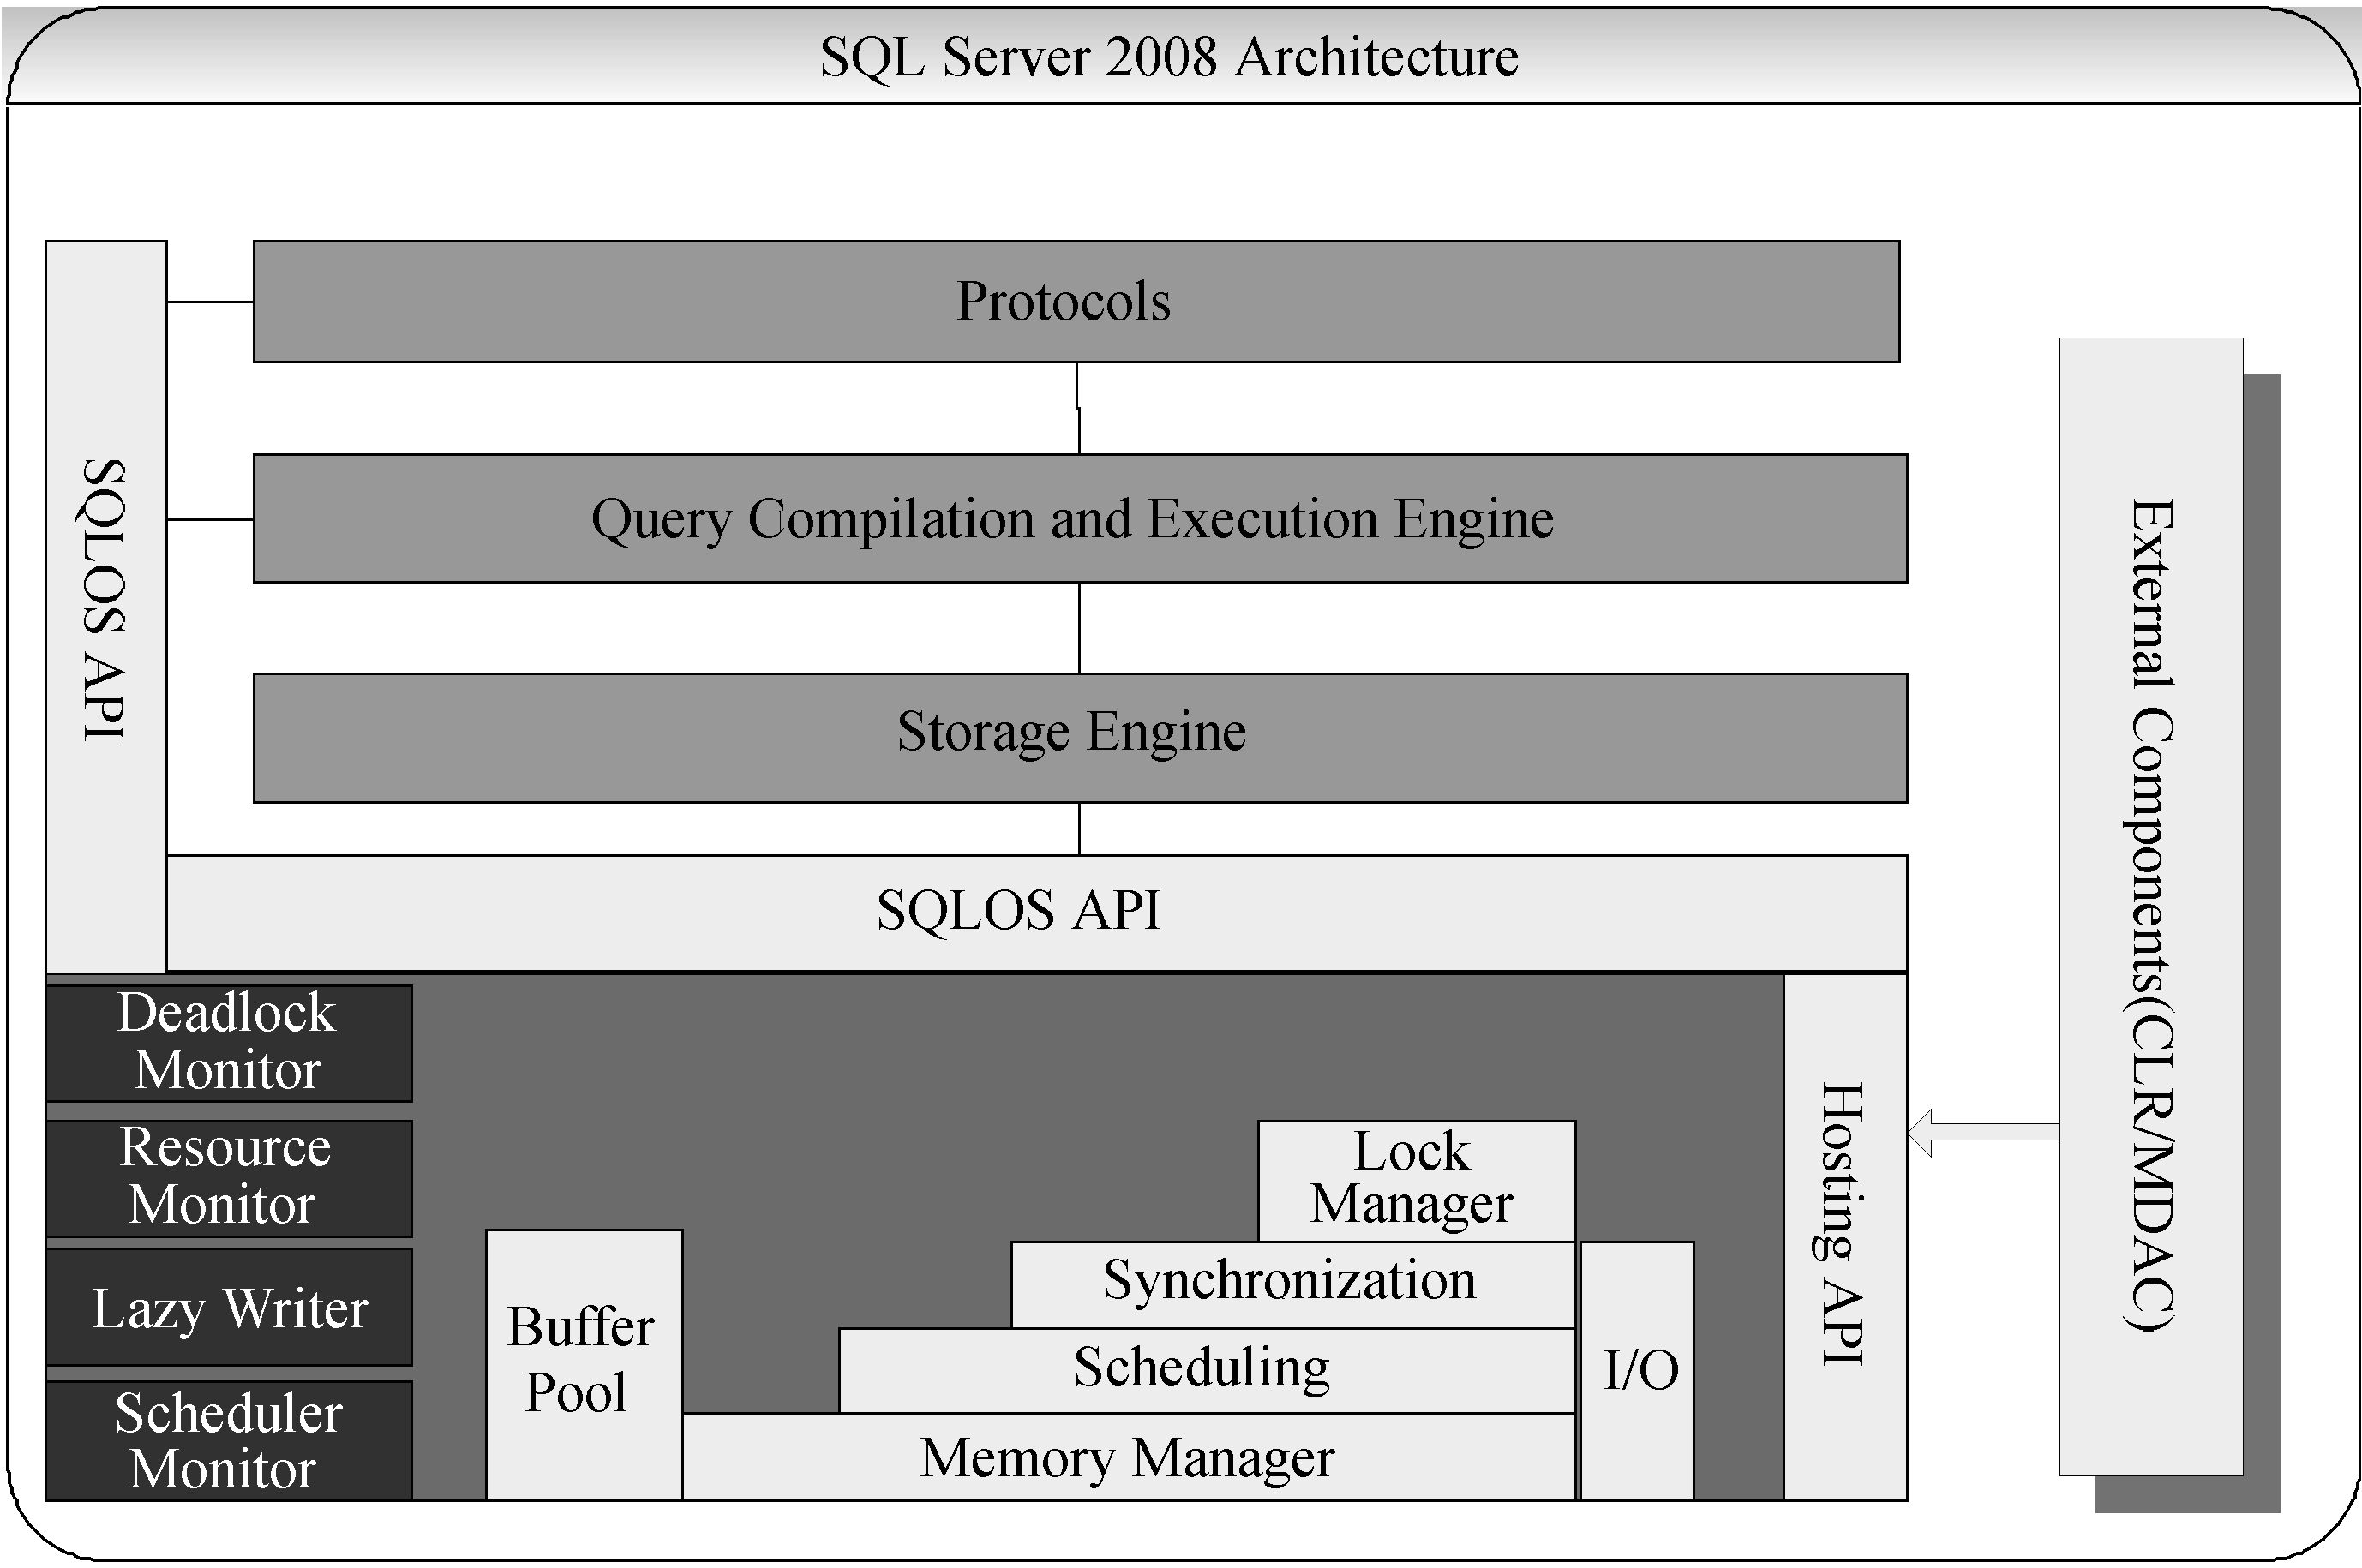 SQL Server 2008 Architecture
Protocols
SQLOS API
Query Compilation and Execution Engine
External Components(CLR/MDAC)
Storage Engine
SQLOS API
Deadlock
Monitor
Resource
Monitor
Lazy Writer
Scheduler
Monitor
Buffer
Pool
Lock
Manager
Synchronization
Scheduling
Memory Manager
I/O
Hosting API